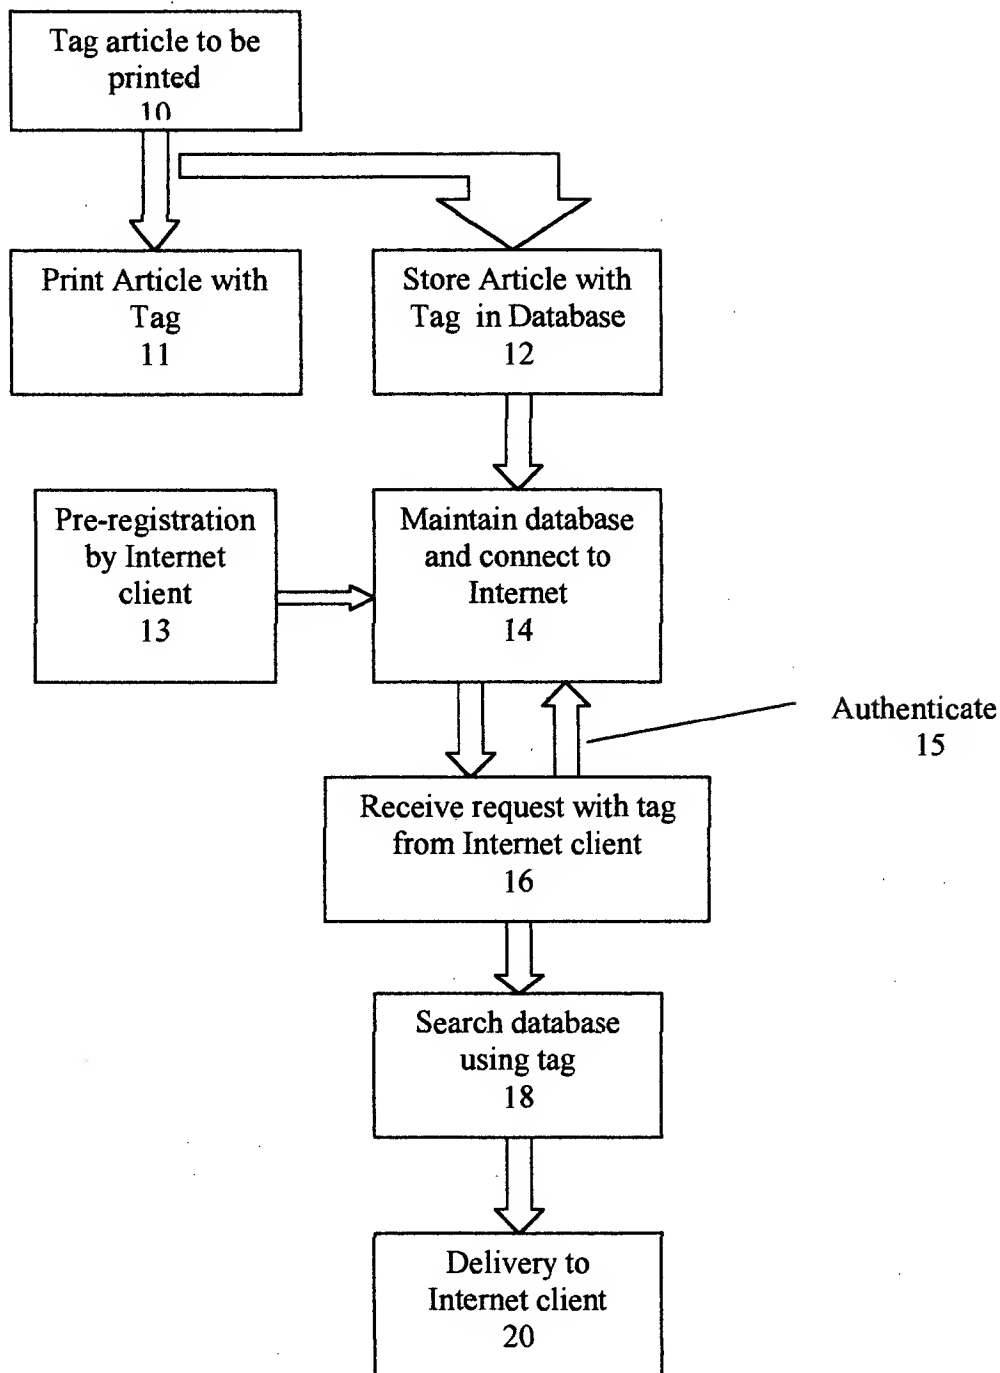 Tag article to be
printed
10
Print Article with
Tag
11
Store Article with
Tag in Database
12
Pre-registration
by Internet
client
13
Maintain database
and connect to
Internet
14
Authenticate
15
Receive request with tag
from Internet client
16
Search database
using tag
18
Delivery to
Internet client
20